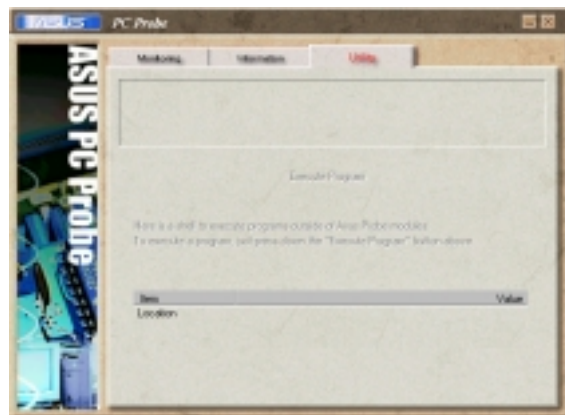 ASUS PC Probe
Monitoring
Information
Utility
ASUS PC Probe
Execute Program
Here is a shell to execute programs outside of Asus Probe modules
To execute a program just press down the "Execute Program" button above
Item Value
Location